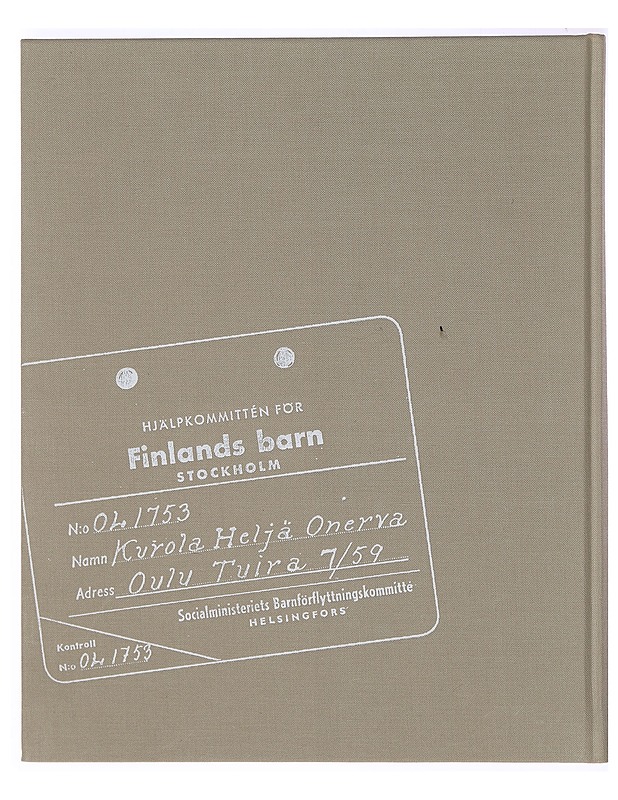 HJÄLPKOMMITTÉN FÖR
Finlands barn
STOCKHOLM
N:o OL 1753
Namn Kurola Heljä Onerva
Adress Oulu Tuira 7/59
Socialministeriets Barnförflyttningskommitté
HELSINGFORS
Kontroll
N:o OL 1753